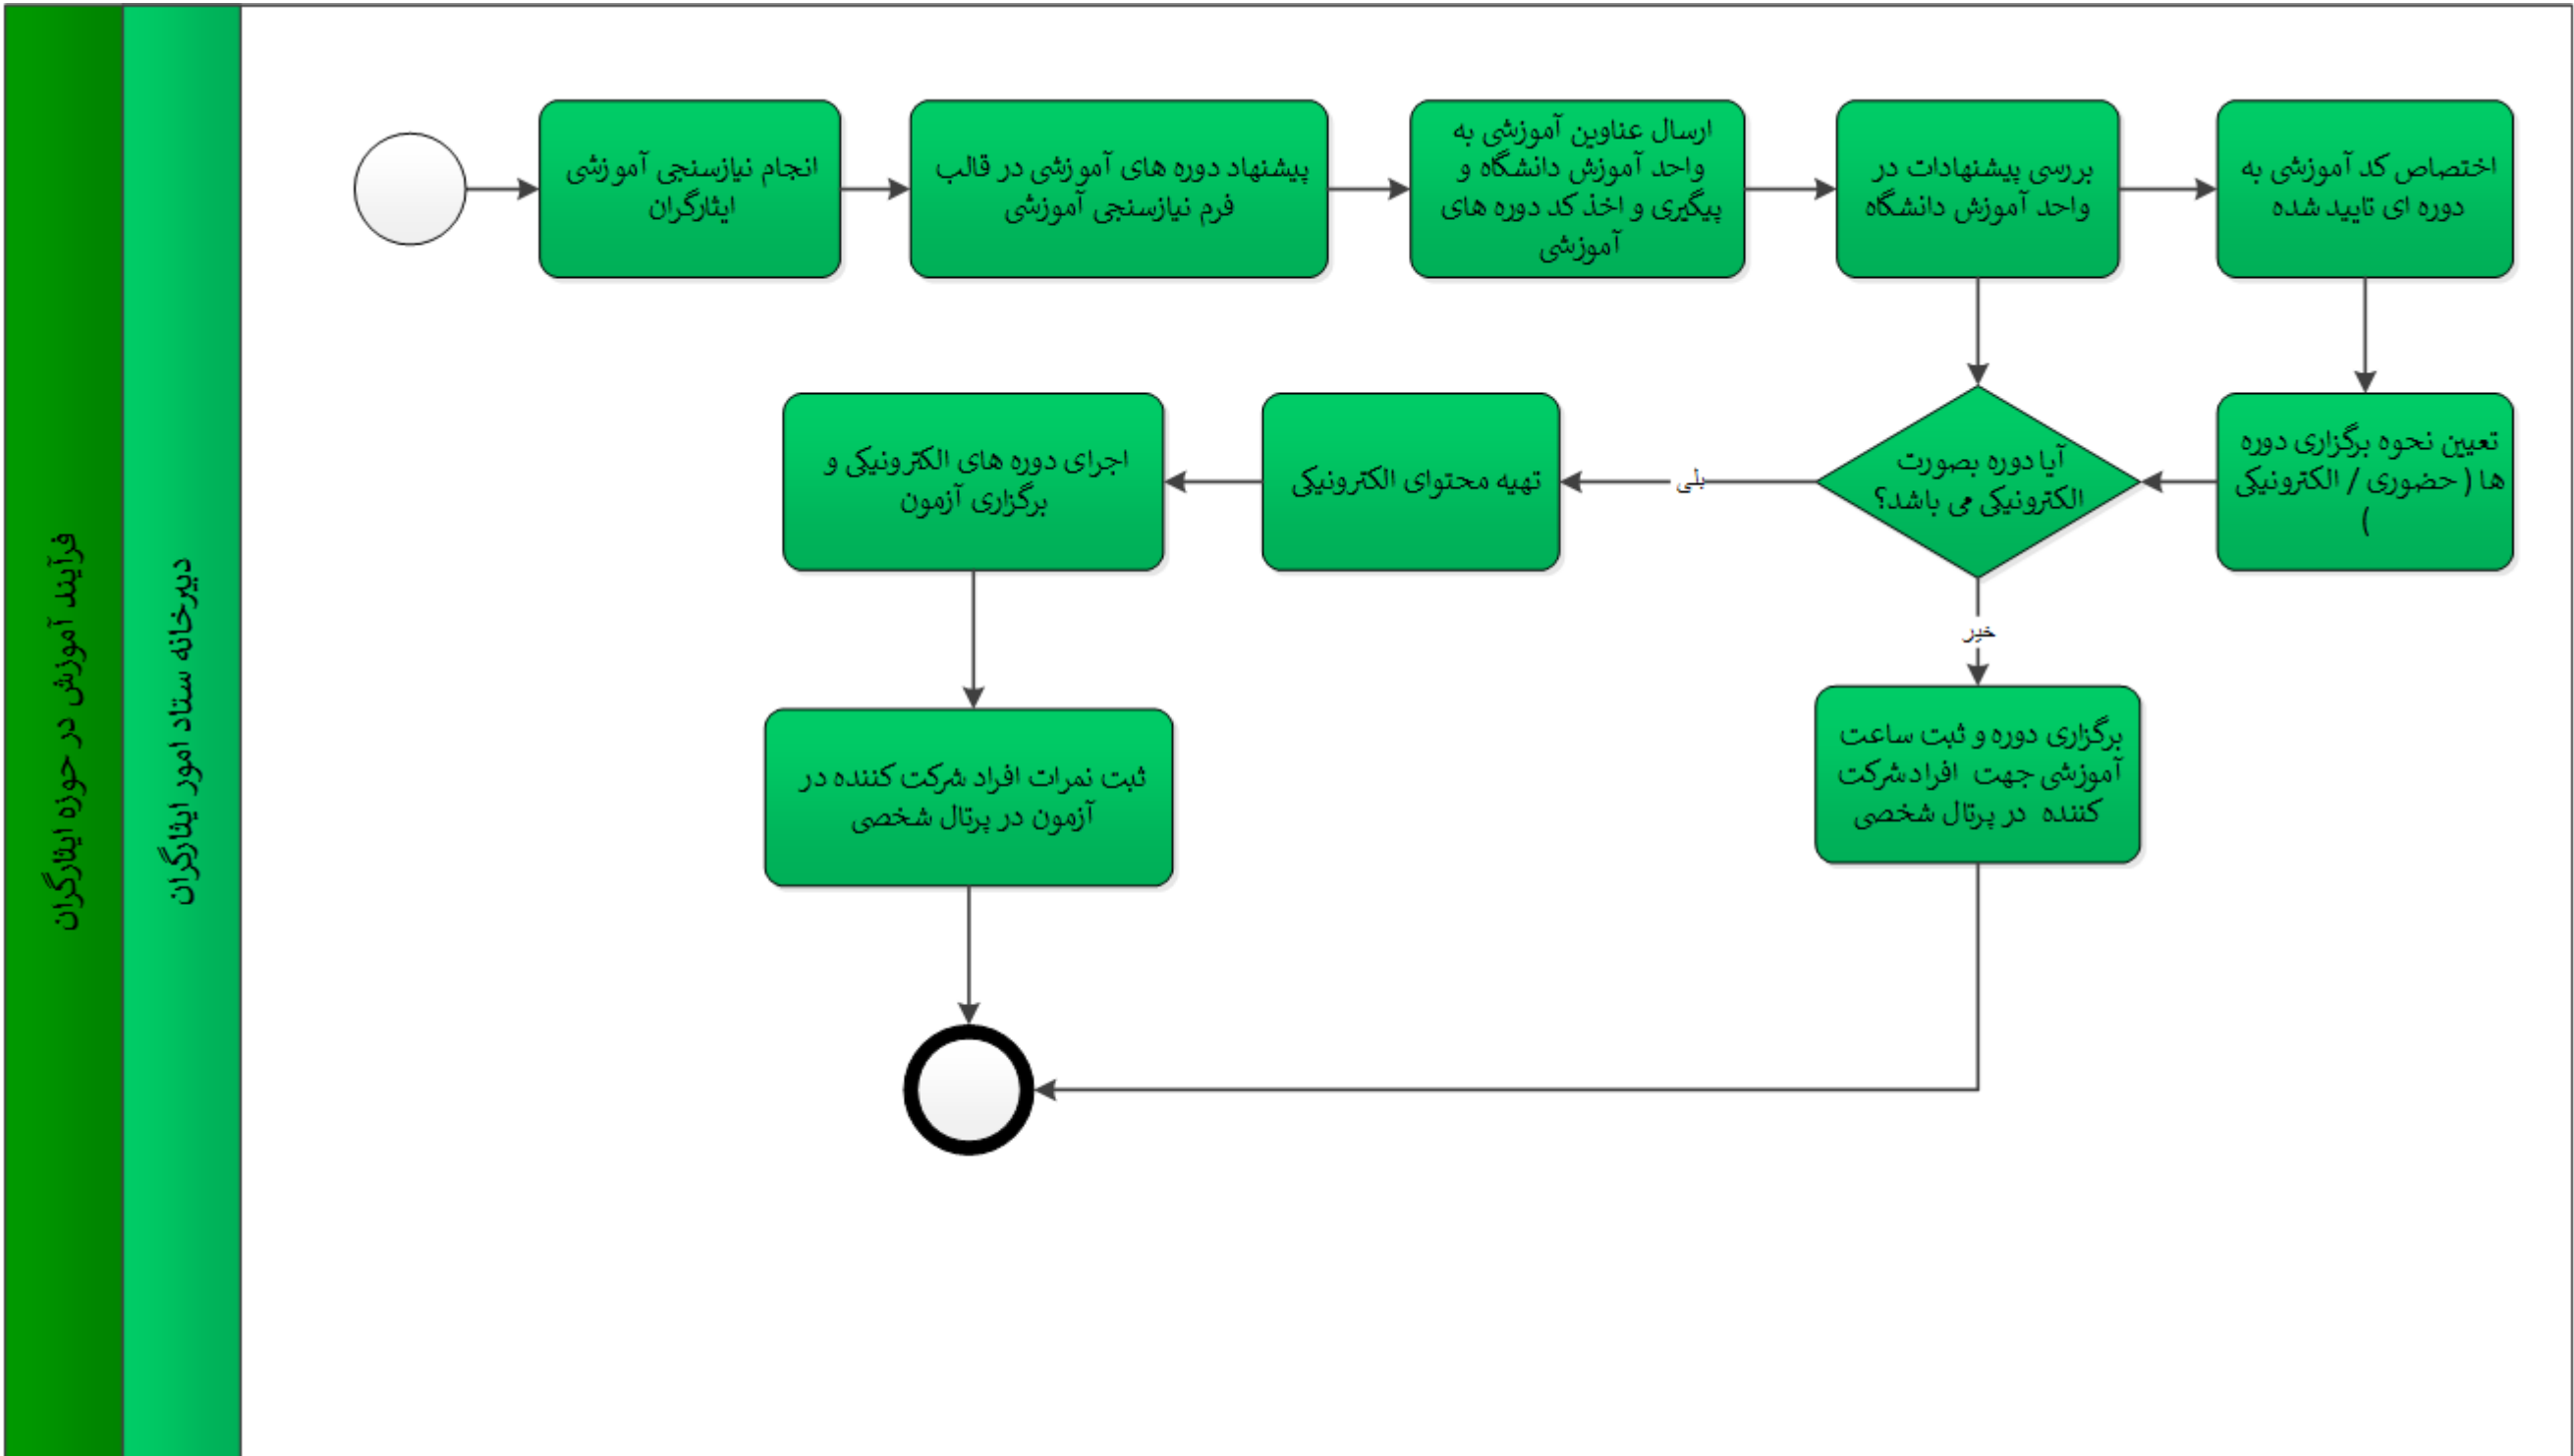 فرآیند آموزش در حوزه ایثارگران
دبیرخانه ستاد امور ایثارگران
انجام نیازسنجی آموزشی
ایثارگران
پیشنهاد دوره های آموزشی در قالب
فرم نیازسنجی آموزشی
ارسال عناوین آموزشی به
واحد آموزش دانشگاه و
پیگیری و اخذ کد دوره های
آموزشی
بررسی پیشنهادات در
واحد آموزش دانشگاه
اختصاص کد آموزشی به
دوره ای تایید شده
تعیین نحوه برگزاری دوره
ها ( حضوری / الکترونیکی
)
آیا دوره بصورت
الکترونیکی می باشد؟
بلی
تهیه محتوای الکترونیکی
اجرای دوره های الکترونیکی و
برگزاری آزمون
ثبت نمرات افراد شرکت کننده در
آزمون در پرتال شخصی
خیر
برگزاری دوره و ثبت ساعت
آموزشی جهت افرادشرکت
کننده در پرتال شخصی